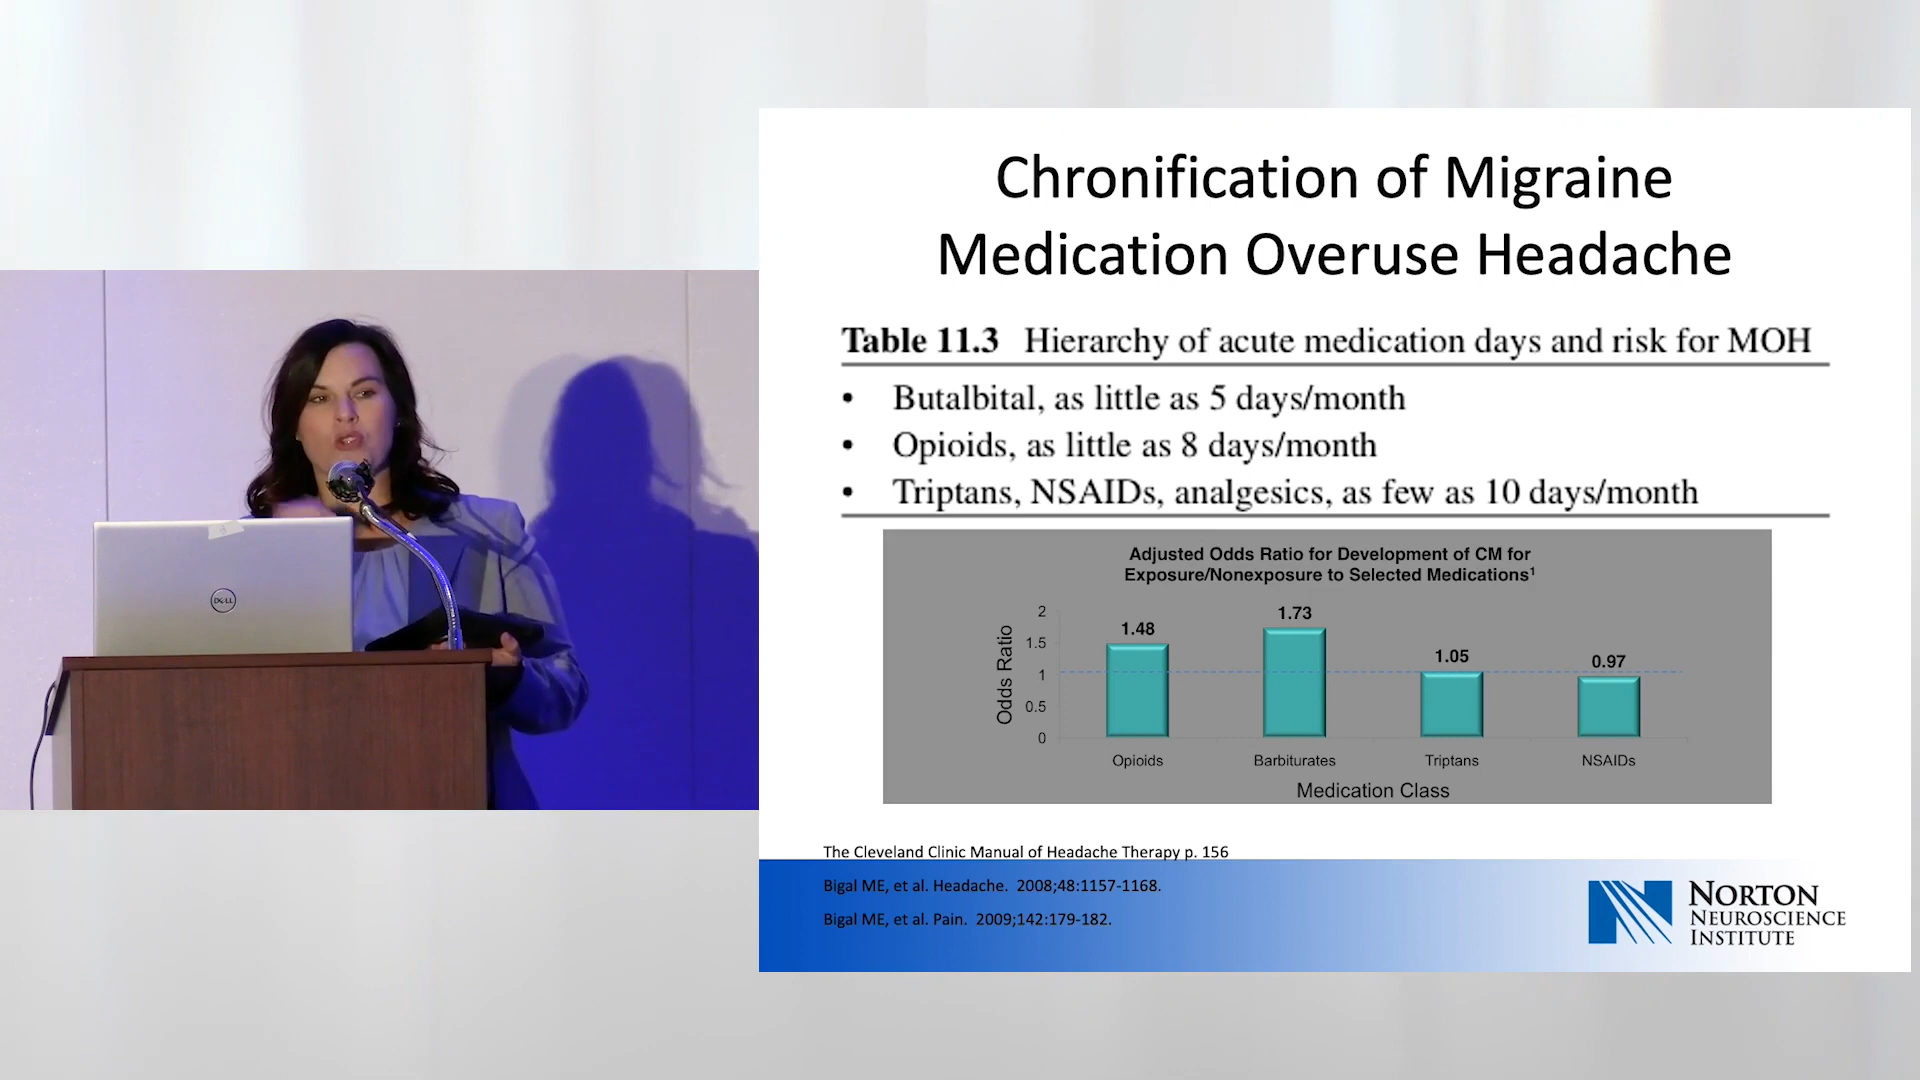 Chronification of Migraine
Medication Overuse Headache
Table 11.3 Hierarchy of acute medication days and risk for MOH
• Butalbital, as little as 5 days/month
• Opioids, as little as 8 days/month
• Triptans, NSAIDs, analgesics, as few as 10 days/month
Adjusted Odds Ratio for Development of CM for
Exposure/Nonexposure to Selected Medications¹
Odds Ratio
2
1.5
1
0.5
0
1.48
1.73
1.05
0.97
Opioids
Barbiturates
Triptans
NSAIDs
Medication Class
The Cleveland Clinic Manual of Headache Therapy p. 156
Bigal ME, et al. Headache. 2008;48:1157-1168.
Bigal ME, et al. Pain. 2009;142:179-182.
NORTON
NEUROSCIENCE
INSTITUTE
DELL